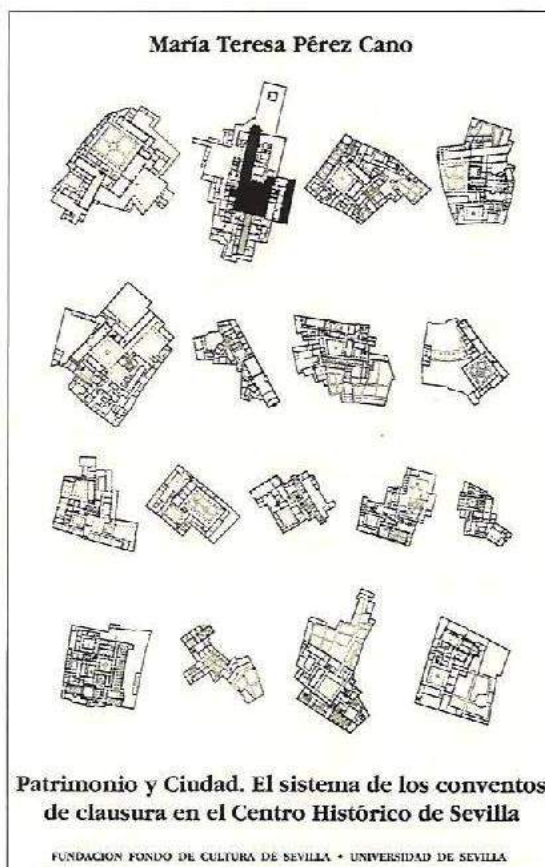 María Teresa Pérez Cano
Patrimonio y Ciudad. El sistema de los conventos
de clausura en el Centro Histórico de Sevilla
FUNDACION FONDO DE CULTURA DE SEVILLA • UNIVERSIDAD DE SEVILLA